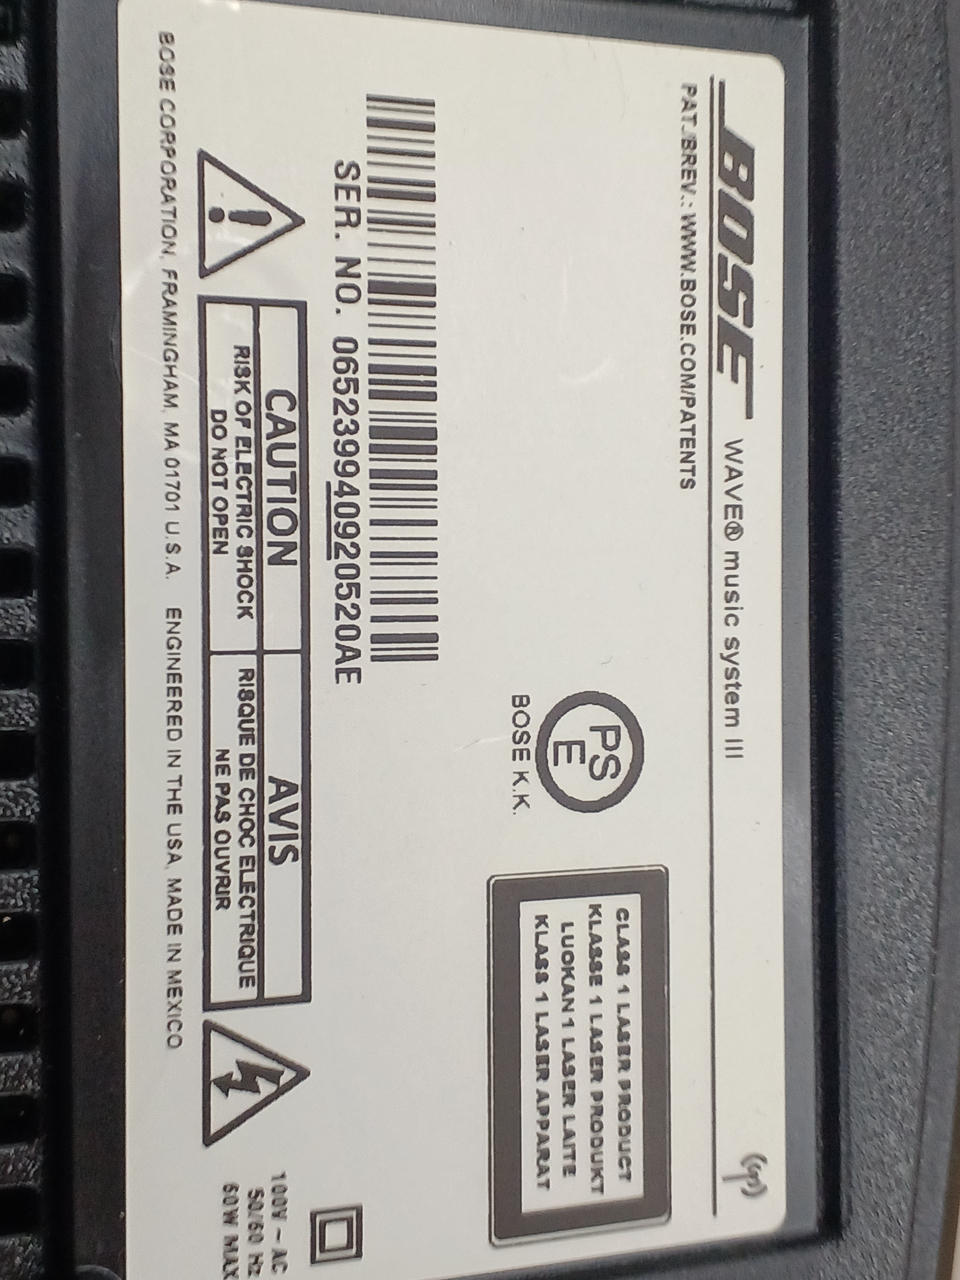 BOSE WAVE® music system III
PAT./BREV.: WWW.BOSE.COM/PATENTS
PS
E
BOSE K.K.
CLASS 1 LASER PRODUCT
KLASSE 1 LASER PRODUKT
LUOKAN 1 LASER LAITE
KLASS 1 LASER APPARAT
SER. NO. 065239940920520AE
CAUTION
RISK OF ELECTRIC SHOCK
DO NOT OPEN
AVIS
RISQUE DE CHOC ELECTRIQUE
NE PAS OUVRIR
100V ~ AC
50/60 Hz
60W MAX
BOSE CORPORATION, FRAMINGHAM, MA 01701 U.S.A. ENGINEERED IN THE USA, MADE IN MEXICO